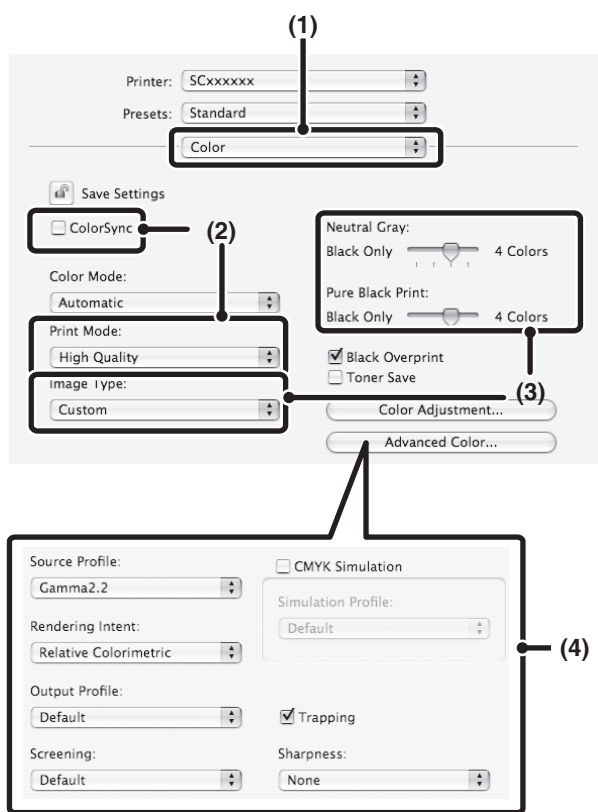 (1)
Printer: SCxxxxxx
Presets: Standard
Color
Save Settings
ColorSync
(2)
Color Mode:
Automatic
Print Mode:
High Quality
Image Type:
Custom
Neutral Gray:
Black Only 4 Colors
Pure Black Print:
Black Only 4 Colors
Black Overprint
Toner Save
(3)
Color Adjustment...
Advanced Color...
Source Profile:
Gamma2.2
Rendering Intent:
Relative Colorimetric
Output Profile:
Default
Screening:
Default
CMYK Simulation
Simulation Profile:
Default
Trapping
Sharpness:
None
(4)